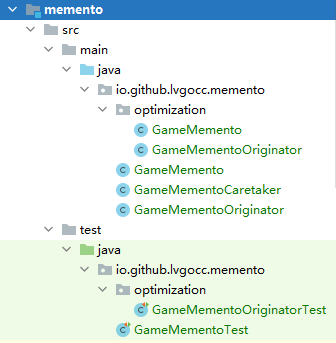 memento
src
main
java
io.github.lvgocc.memento
optimization
GameMemento
GameMementoOriginator
GameMemento
GameMementoCaretaker
GameMementoOriginator
test
java
io.github.lvgocc.memento
optimization
GameMementoOriginatorTest
GameMementoTest